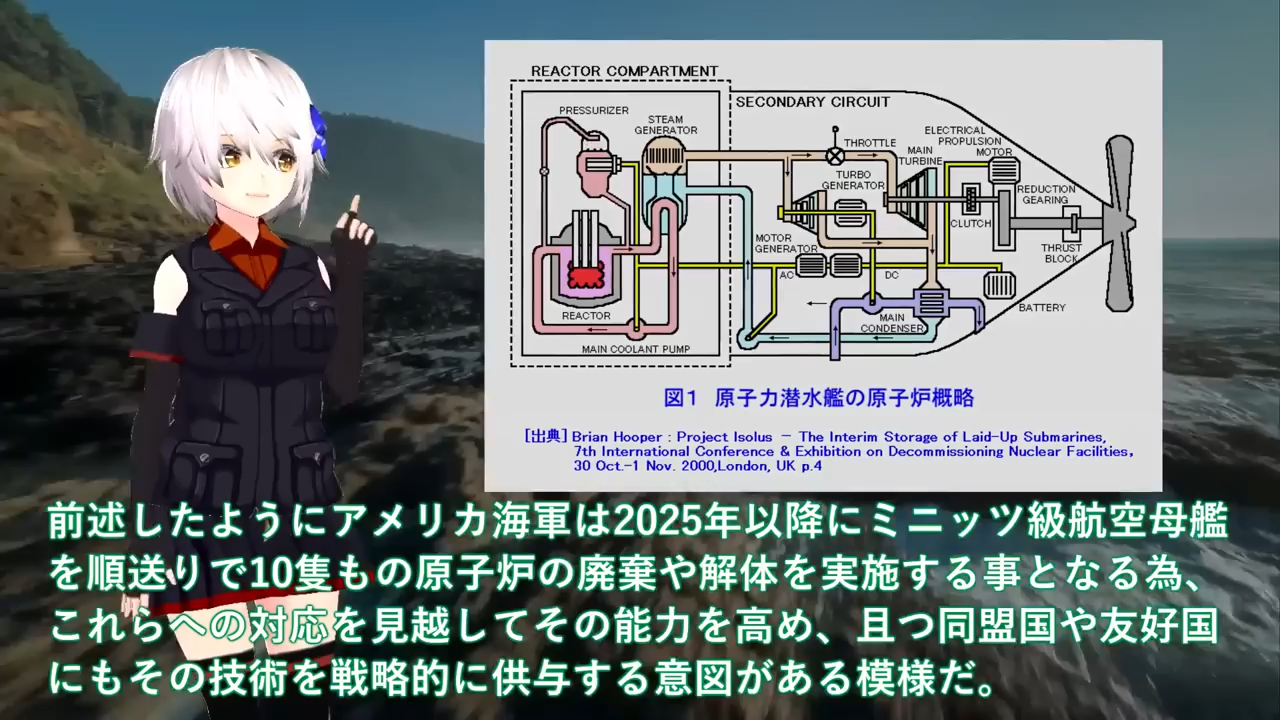 REACTOR COMPARTMENT
SECONDARY CIRCUIT
PRESSURIZER
STEAM
GENERATOR
THROTTLE
ELECTRICAL
PROPULSION
MOTOR
MAIN
TURBINE
TURBO
GENERATOR
REDUCTION
GEARING
CLUTCH
MOTOR
GENERATOR
THRUST
BLOCK
AC
DC
REACTOR
MAIN
CONDENSER
BATTERY
MAIN COOLANT PUMP
図1 原子力潜水艦の原子炉概略
[出典] Brian Hooper : Project Isolus － The Interim Storage of Laid-Up Submarines,
7th International Conference & Exhibition on Decommissioning Nuclear Facilities,
30 Oct.-1 Nov. 2000,London, UK p.4
前述したようにアメリカ海軍は2025年以降にミニッツ級航空母艦
を順送りで10隻もの原子炉の廃棄や解体を実施する事となる為、
これらへの対応を見越してその能力を高め、且つ同盟国や友好国
にもその技術を戦略的に供与する意図がある模様だ。